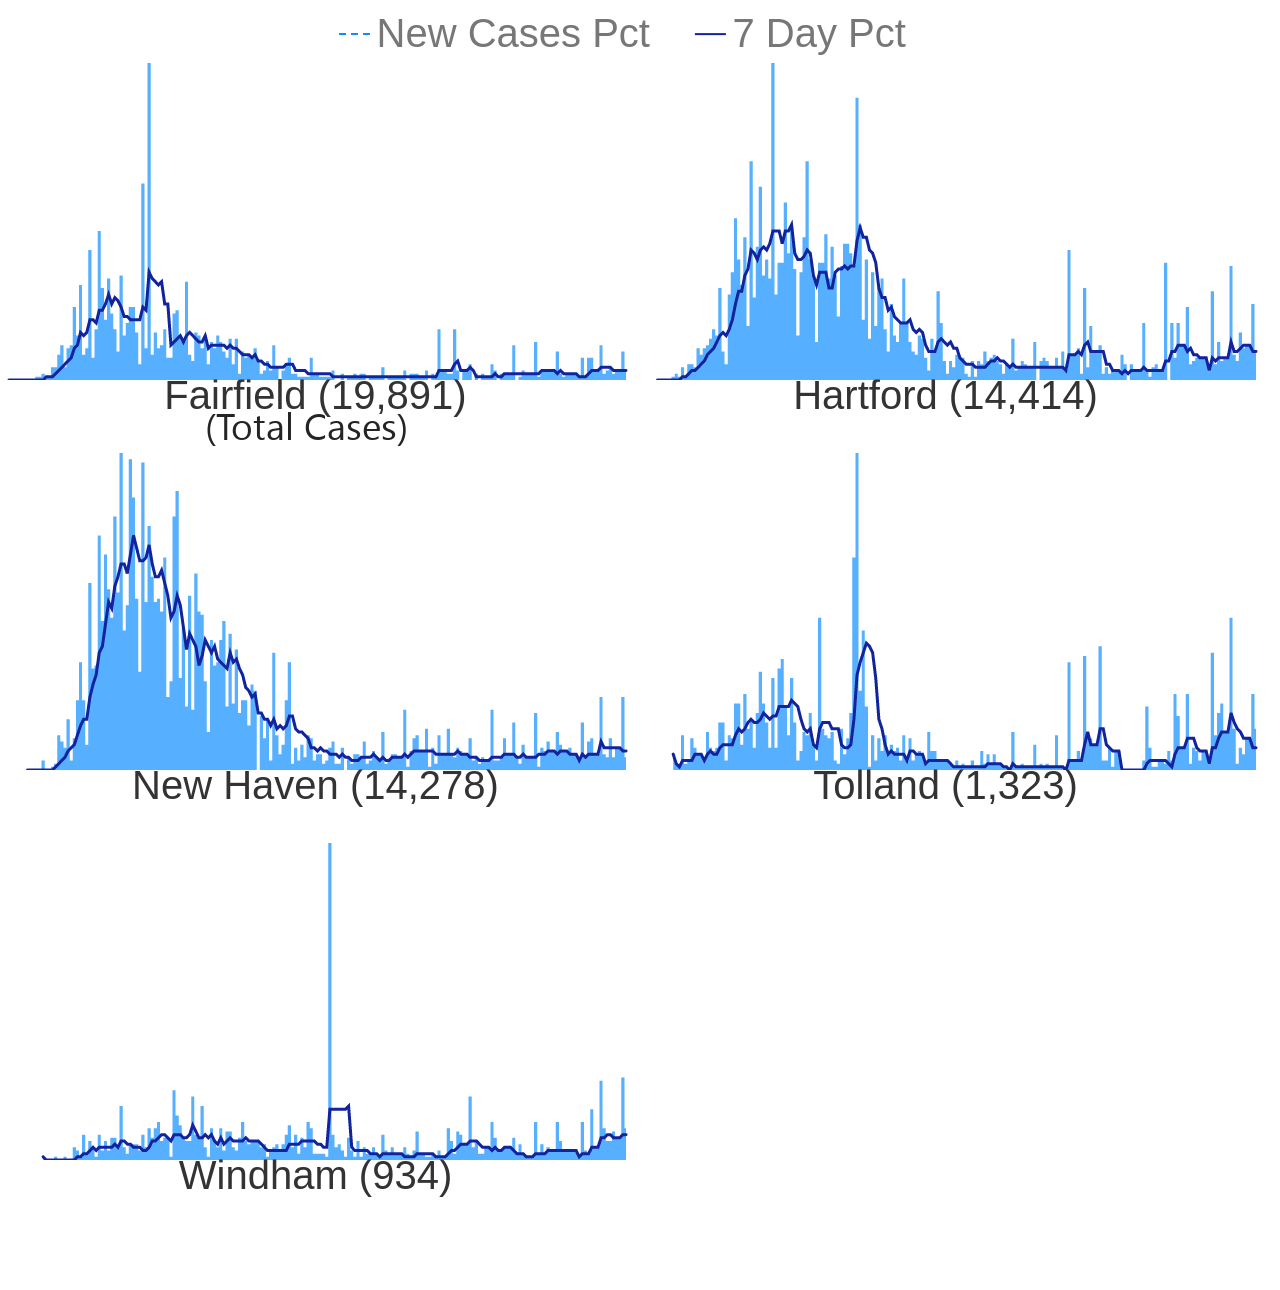 New Cases Pct 7 Day Pct
Fairfield (19,891)
(Total Cases)
Hartford (14,414)
New Haven (14,278)
Tolland (1,323)
Windham (934)